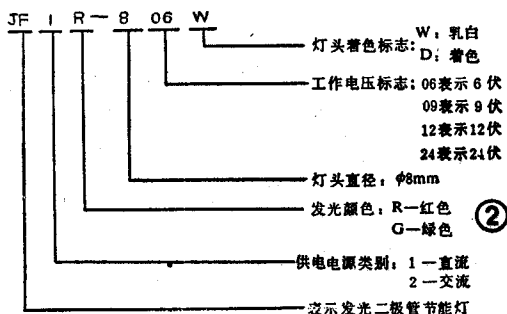 JF 1 R－8 06 W
灯头着色标志：W：乳白
D：着色
工作电压标志：06表示6伏
09表示9伏
12表示12伏
24表示24伏
灯头直径：φ8mm
发光颜色：R—红色
G—绿色
②
供电电源类别：1—直流
2—交流
表示发光二极管节能灯